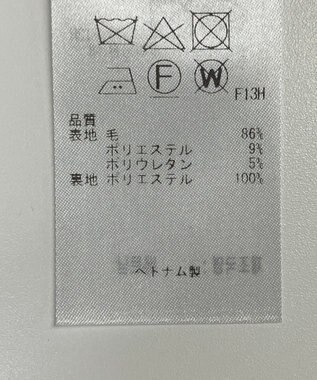 F W F13H
品質
表地 毛 86%
ポリエステル 9%
ポリウレタン 5%
裏地 ポリエステル 100%
ベトナム製